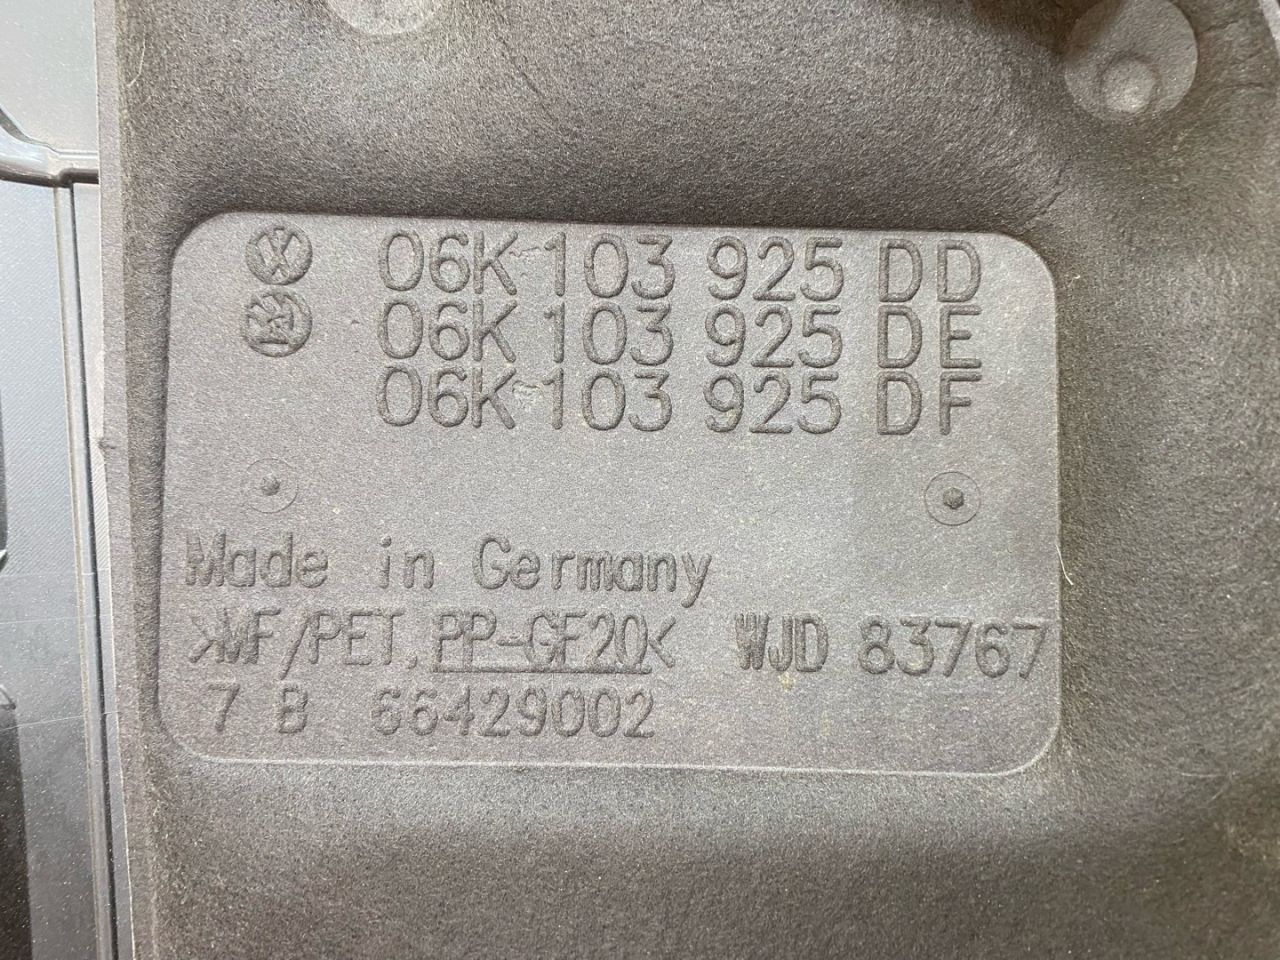 06K 103 925 DD
06K 103 925 DE
06K 103 925 DF
Made in Germany
>MF/PET. PP-GF20< WJD 83767
7 B 66429002